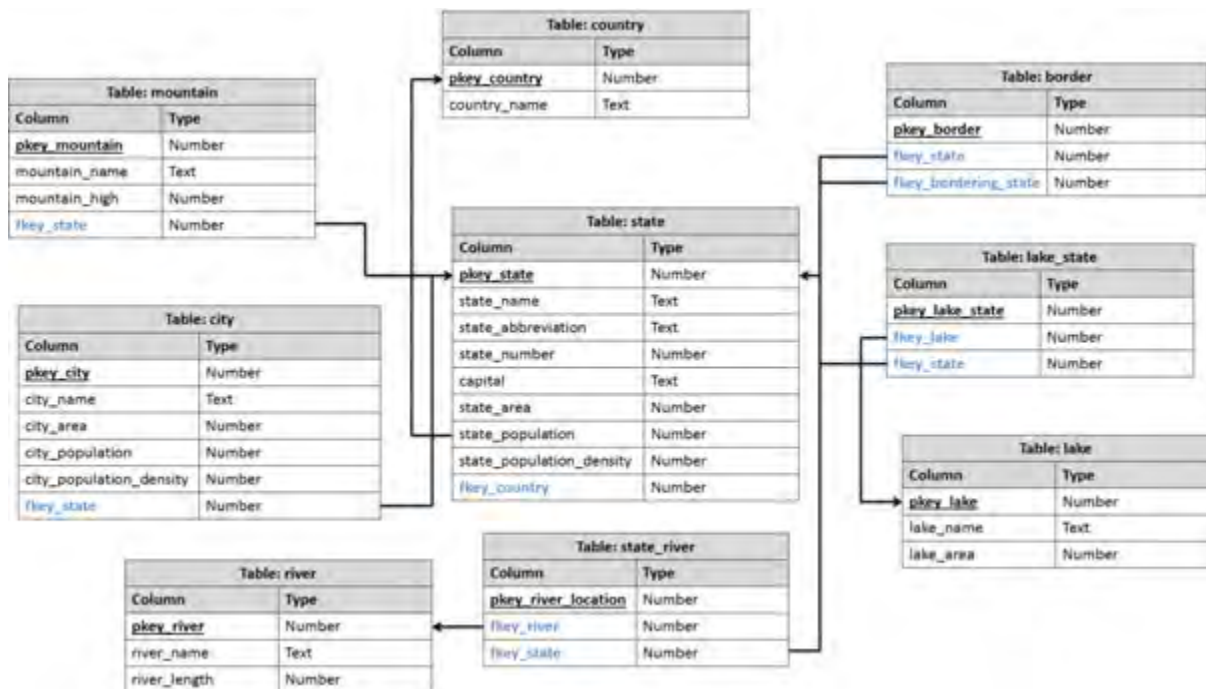 Table: country
Column Type
pkey_country Number
country_name Text
Table: mountain
Column Type
pkey_mountain Number
mountain_name Text
mountain_high Number
fkey_state Number
Table: border
Column Type
pkey_border Number
fkey_state Number
fkey_bordering_state Number
Table: state
Column Type
pkey_state Number
state_name Text
state_abbreviation Text
state_number Number
capital Text
state_area Number
state_population Number
state_population_density Number
fkey_country Number
Table: lake_state
Column Type
pkey_lake_state Number
fkey_lake Number
fkey_state Number
Table: city
Column Type
pkey_city Number
city_name Text
city_area Number
city_population Number
city_population_density Number
fkey_state Number
Table: lake
Column Type
pkey_lake Number
lake_name Text
lake_area Number
Table: state_river
Column Type
pkey_river_location Number
fkey_river Number
fkey_state Number
Table: river
Column Type
pkey_river Number
river_name Text
river_length Number